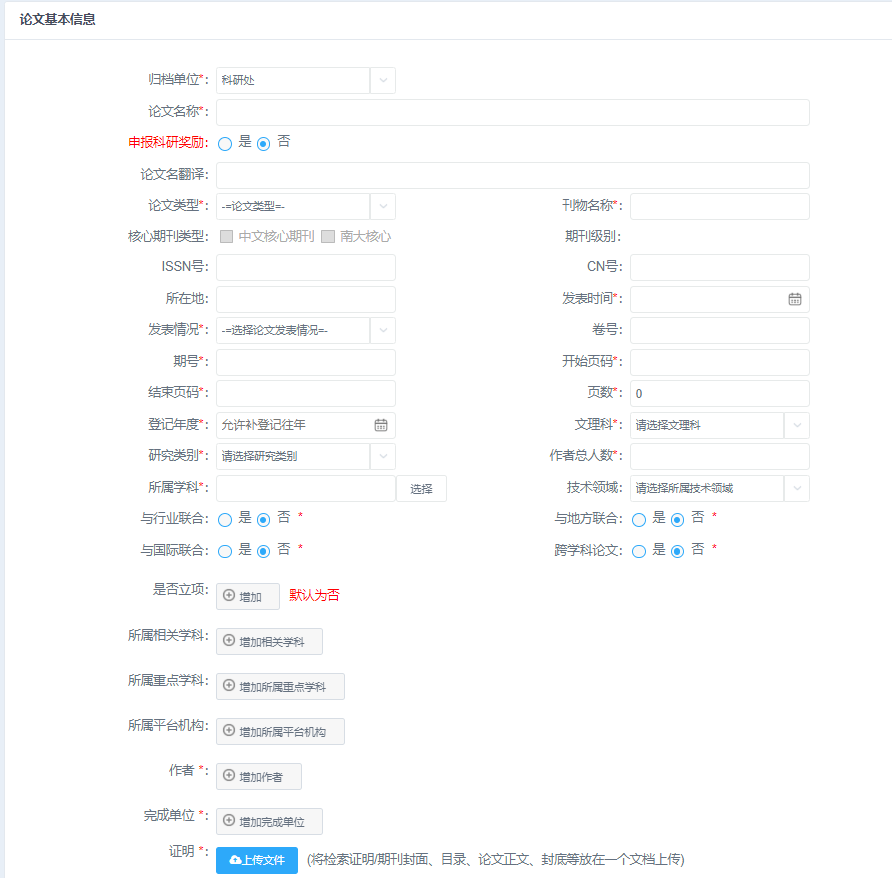 论文基本信息
归档单位*: 科研处
论文名称*:
申报科研奖励: 是 否
论文名翻译:
论文类型*: -=论文类型=- 刊物名称*:
核心期刊类型: 中文核心期刊 南大核心 期刊级别:
ISSN号: CN号:
所在地: 发表时间*:
发表情况*: -=选择论文发表情况=- 卷号:
期号*: 开始页码*:
结束页码*: 页数*: 0
登记年度*: 允许补登记往年 文理科*: 请选择文理科
研究类别*: 请选择研究类别 作者总人数*:
所属学科*: 选择 技术领域: 请选择所属技术领域
与行业联合: 是 否 * 与地方联合: 是 否 *
与国际联合: 是 否 * 跨学科论文: 是 否 *
是否立项: 增加 默认为否
所属相关学科: 增加相关学科
所属重点学科: 增加所属重点学科
所属平台机构: 增加所属平台机构
作者 *: 增加作者
完成单位 *: 增加完成单位
证明 *: 上传文件 (将检索证明/期刊封面、目录、论文正文、封底等放在一个文档上传)